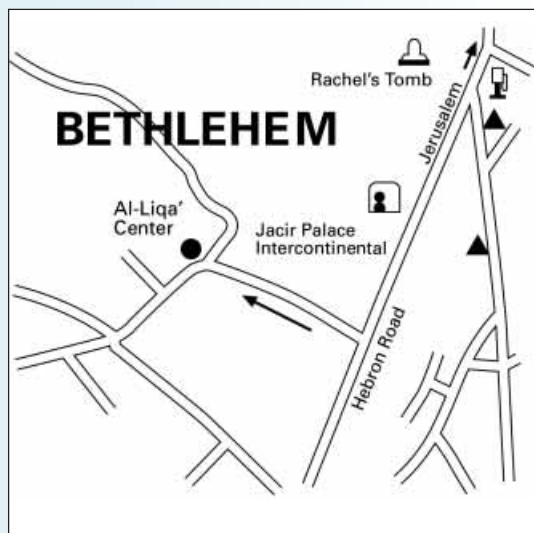 Rachel's Tomb
Jerusalem
BETHLEHEM
Al-Liqa'
Center
Jacir Palace
Intercontinental
Hebron Road